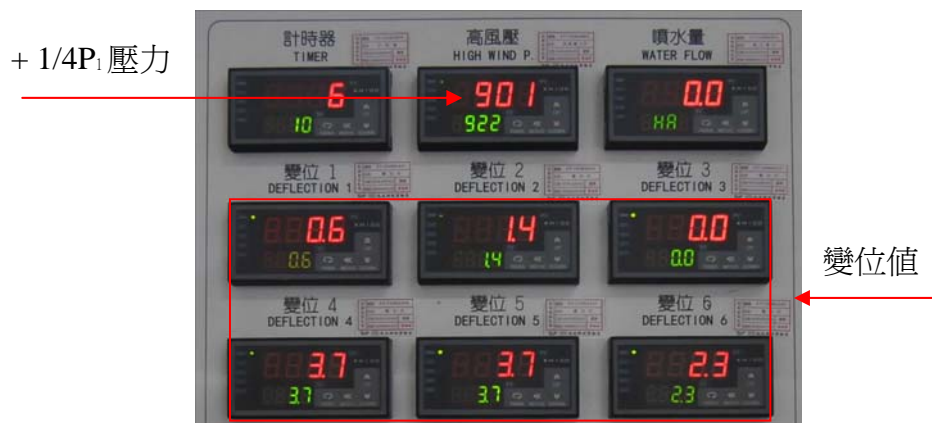 + 1/4P₁ 壓力
計時器 高風壓 噴水量
TIMER HIGH WIND P. WATER FLOW
6 901 0.0
10 922 HA
變位 1 變位 2 變位 3
DEFLECTION 1 DEFLECTION 2 DEFLECTION 3
0.6 1.4 0.0
0.6 1.4 0.0
變位值
變位 4 變位 5 變位 6
DEFLECTION 4 DEFLECTION 5 DEFLECTION 6
3.7 3.7 2.3
3.7 3.7 2.3